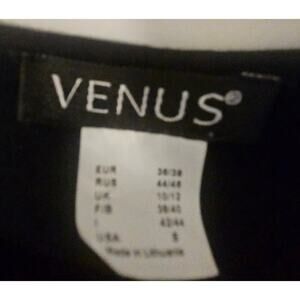 VENUS®
EUR 36/38
RUS 44/46
UK 10/12
F/B 38/40
I 42/44
USA S
Made in Lithuania